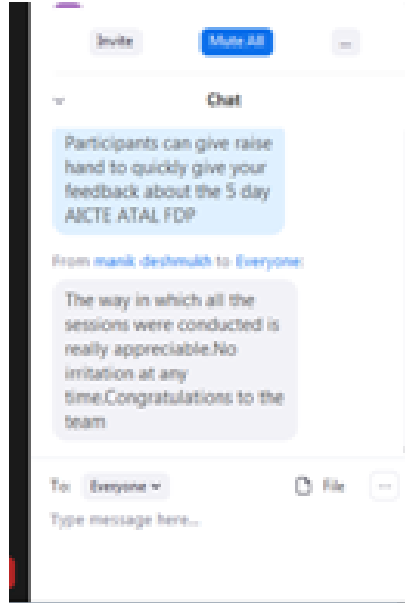 Invite Mute All ...
Chat
Participants can give raise
hand to quickly give your
feedback about the 5 day
AICTE ATAL FDP
From manik deshmukh to Everyone:
The way in which all the
sessions were conducted is
really appreciable.No
irritation at any
time.Congratulations to the
team
To: Everyone File ...
Type message here...